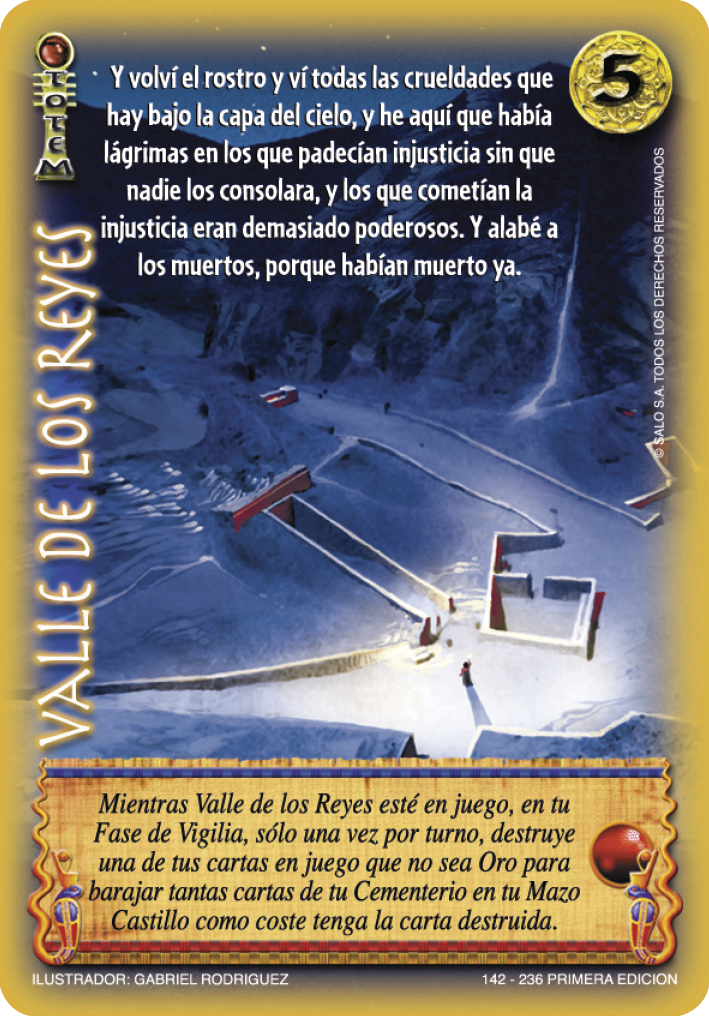 TOTEM
5
Y volví el rostro y ví todas las crueldades que
hay bajo la capa del cielo, y he aquí que había
lágrimas en los que padecían injusticia sin que
nadie los consolara, y los que cometían la
injusticia eran demasiado poderosos. Y alabé a
los muertos, porque habían muerto ya.
VALLE DE LOS REYES
© SALO S.A. TODOS LOS DERECHOS RESERVADOS
Mientras Valle de los Reyes esté en juego, en tu
Fase de Vigilia, sólo una vez por turno, destruye
una de tus cartas en juego que no sea Oro para
barajar tantas cartas de tu Cementerio en tu Mazo
Castillo como coste tenga la carta destruida.
ILUSTRADOR: GABRIEL RODRIGUEZ
142 - 236 PRIMERA EDICION